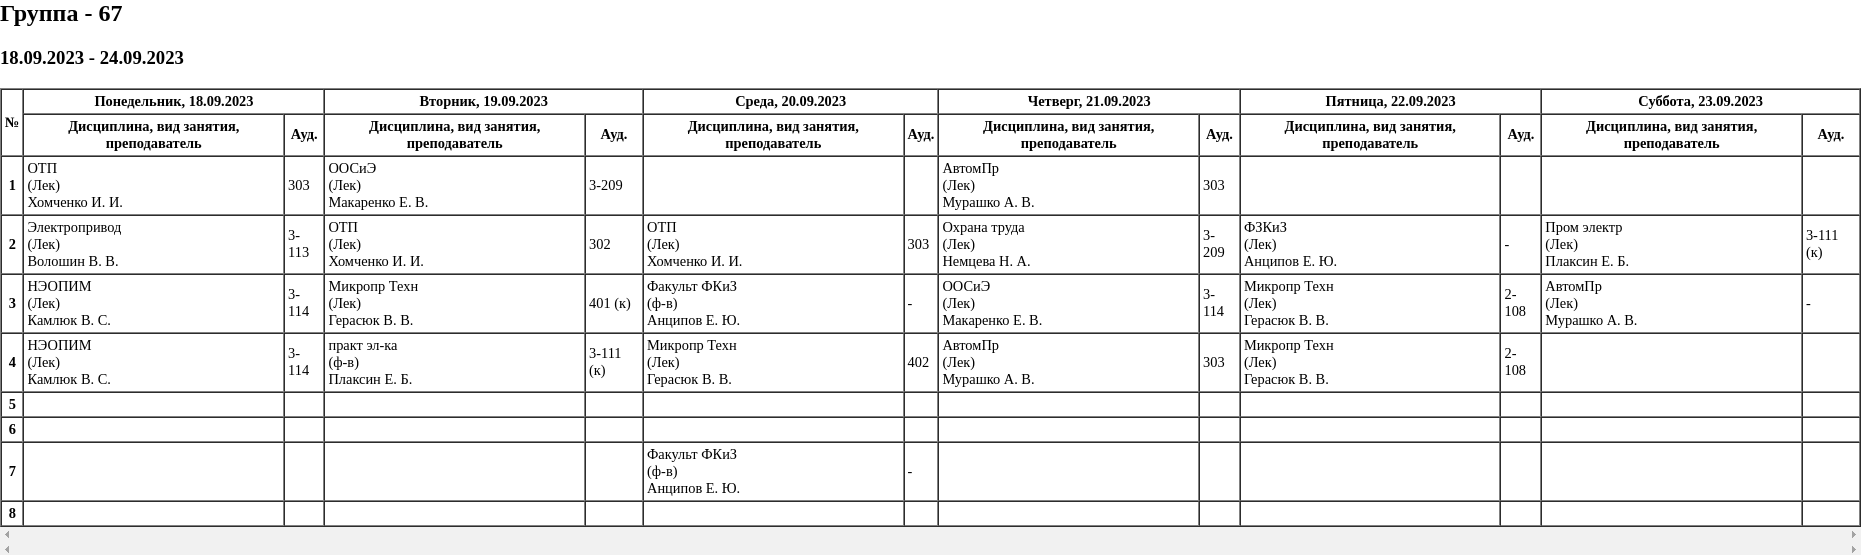 Группа - 67
18.09.2023 - 24.09.2023
№
Понедельник, 18.09.2023
Вторник, 19.09.2023
Среда, 20.09.2023
Четверг, 21.09.2023
Пятница, 22.09.2023
Суббота, 23.09.2023
Дисциплина, вид занятия,
преподаватель
Ауд.
Дисциплина, вид занятия,
преподаватель
Ауд.
Дисциплина, вид занятия,
преподаватель
Ауд.
Дисциплина, вид занятия,
преподаватель
Ауд.
Дисциплина, вид занятия,
преподаватель
Ауд.
Дисциплина, вид занятия,
преподаватель
Ауд.
1
ОТП
(Лек)
Хомченко И. И.
303
ООСиЭ
(Лек)
Макаренко Е. В.
3-209
АвтомПр
(Лек)
Мурашко А. В.
303
2
Электропривод
(Лек)
Волошин В. В.
3-
113
ОТП
(Лек)
Хомченко И. И.
302
ОТП
(Лек)
Хомченко И. И.
303
Охрана труда
(Лек)
Немцева Н. А.
3-
209
ФЗКиЗ
(Лек)
Анципов Е. Ю.
-
Пром электр
(Лек)
Плаксин Е. Б.
3-111
(к)
3
НЭОПИМ
(Лек)
Камлюк В. С.
3-
114
Микропр Техн
(Лек)
Герасюк В. В.
401 (к)
Факульт ФКиЗ
(ф-в)
Анципов Е. Ю.
-
ООСиЭ
(Лек)
Макаренко Е. В.
3-
114
Микропр Техн
(Лек)
Герасюк В. В.
2-
108
АвтомПр
(Лек)
Мурашко А. В.
-
4
НЭОПИМ
(Лек)
Камлюк В. С.
3-
114
практ эл-ка
(ф-в)
Плаксин Е. Б.
3-111
(к)
Микропр Техн
(Лек)
Герасюк В. В.
402
АвтомПр
(Лек)
Мурашко А. В.
303
Микропр Техн
(Лек)
Герасюк В. В.
2-
108
5
6
7
Факульт ФКиЗ
(ф-в)
Анципов Е. Ю.
-
8